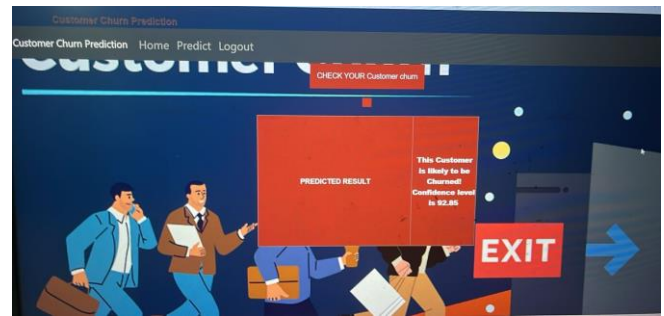 Customer Churn Prediction
Customer Churn Prediction Home Predict Logout
CHECK YOUR Customer churn
PREDICTED RESULT
This Customer
is likely to be
Churned!
Confidence level
is 92.85
EXIT